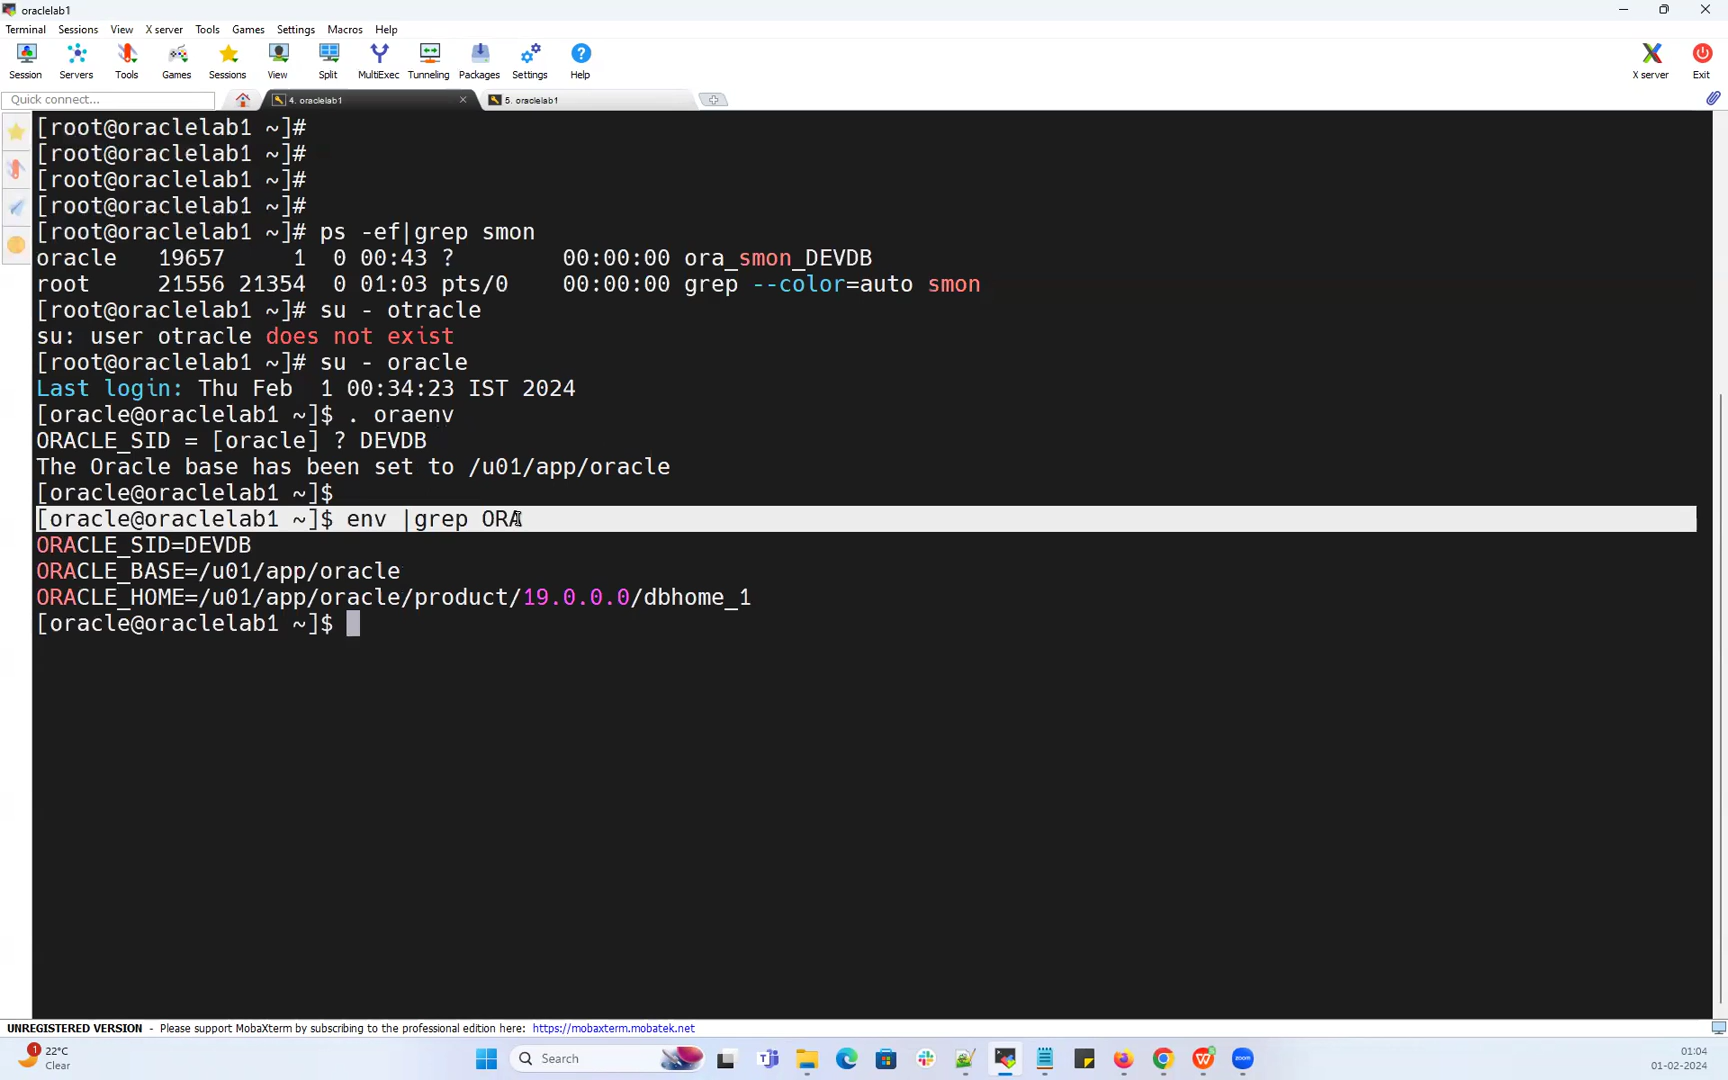 oraclelab1
Terminal Sessions View X server Tools Games Settings Macros Help
Session Servers Tools Games Sessions View Split MultiExec Tunneling Packages Settings Help X server Exit
Quick connect... 4. oraclelab1 5. oraclelab1
[root@oraclelab1 ~]#
[root@oraclelab1 ~]#
[root@oraclelab1 ~]#
[root@oraclelab1 ~]#
[root@oraclelab1 ~]# ps -ef|grep smon
oracle 19657 1 0 00:43 ? 00:00:00 ora_smon_DEVDB
root 21556 21354 0 01:03 pts/0 00:00:00 grep --color=auto smon
[root@oraclelab1 ~]# su - otracle
su: user otracle does not exist
[root@oraclelab1 ~]# su - oracle
Last login: Thu Feb 1 00:34:23 IST 2024
[oracle@oraclelab1 ~]$ . oraenv
ORACLE_SID = [oracle] ? DEVDB
The Oracle base has been set to /u01/app/oracle
[oracle@oraclelab1 ~]$
[oracle@oraclelab1 ~]$ env |grep ORA
ORACLE_SID=DEVDB
ORACLE_BASE=/u01/app/oracle
ORACLE_HOME=/u01/app/oracle/product/19.0.0.0/dbhome_1
[oracle@oraclelab1 ~]$
UNREGISTERED VERSION - Please support MobaXterm by subscribing to the professional edition here: https://mobaxterm.mobatek.net
1
22°C
Clear
Search
zoom
01:04
01-02-2024